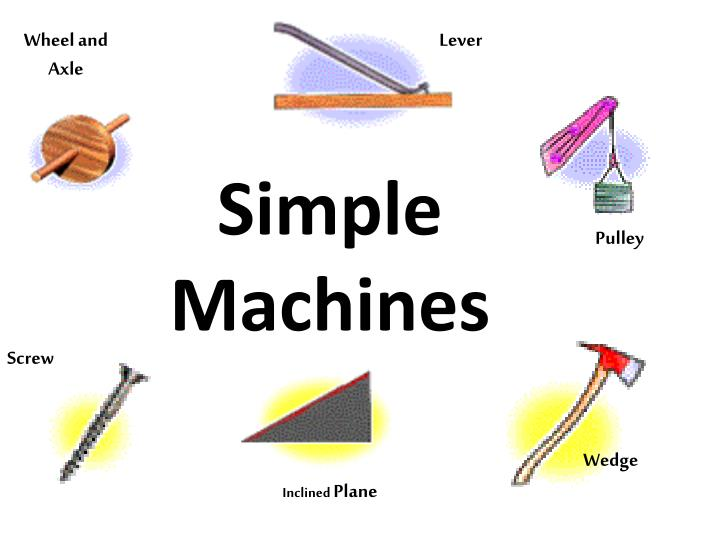 Wheel and
Axle
Lever
Pulley
Simple
Machines
Screw
Inclined Plane
Wedge